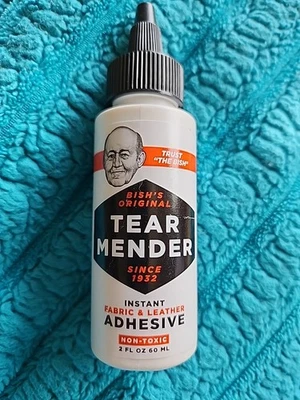 TRUST
"THE BISH"
BISH'S
ORIGINAL
TEAR
MENDER
SINCE
1932
INSTANT
FABRIC & LEATHER
ADHESIVE
NON-TOXIC
2 FL OZ 60 ML